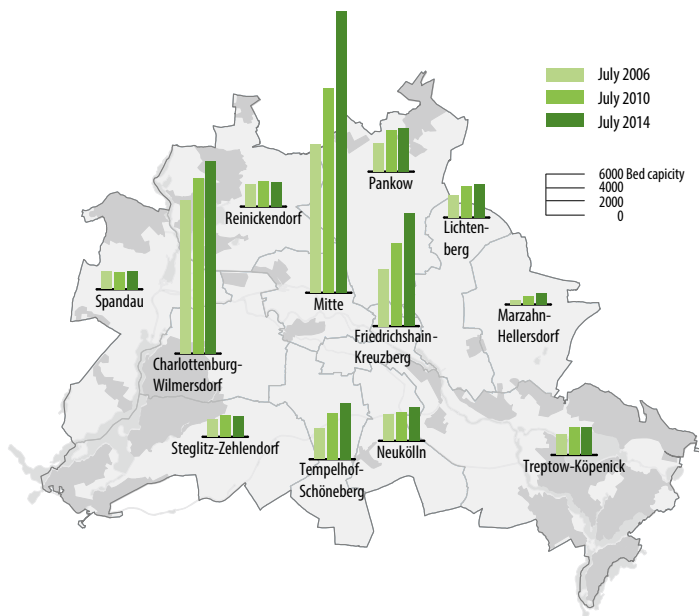 July 2006
July 2010
July 2014
6000 Bed capicity
4000
2000
0
Pankow
Reinickendorf
Lichten-
berg
Spandau
Mitte
Marzahn-
Hellersdorf
Friedrichshain-
Kreuzberg
Charlottenburg-
Wilmersdorf
Steglitz-Zehlendorf
Neukölln
Tempelhof-
Schöneberg
Treptow-Köpenick